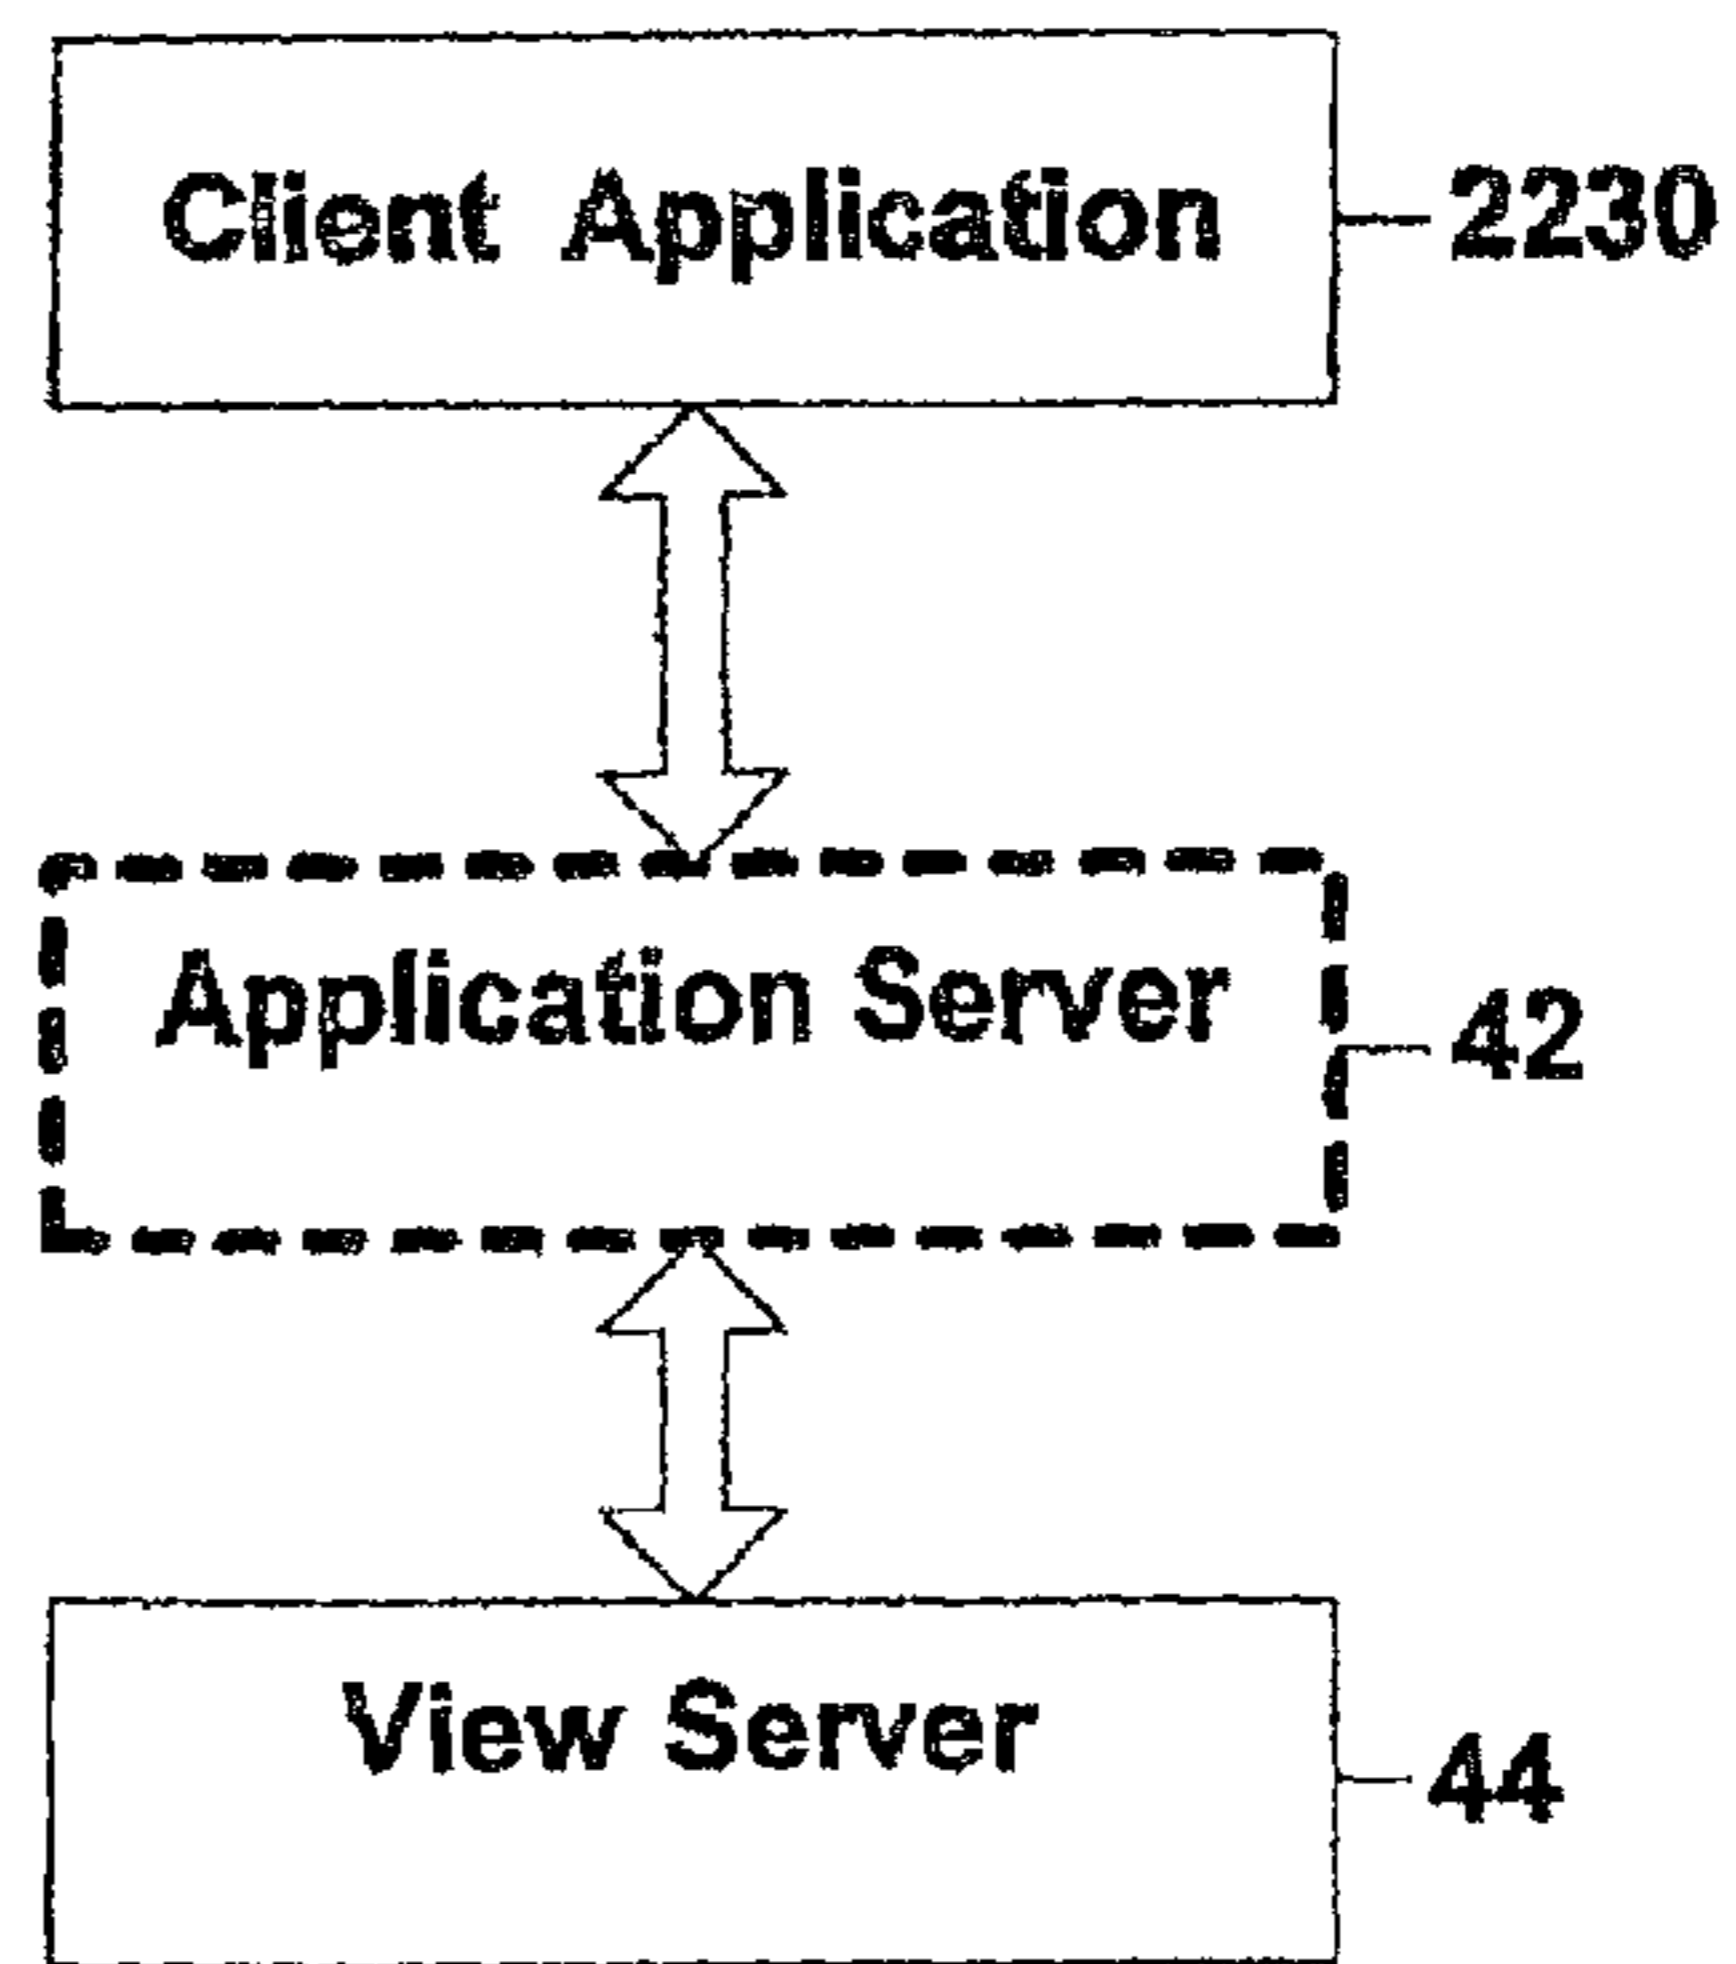 Client Application
2230
Application Server
42
View Server
44